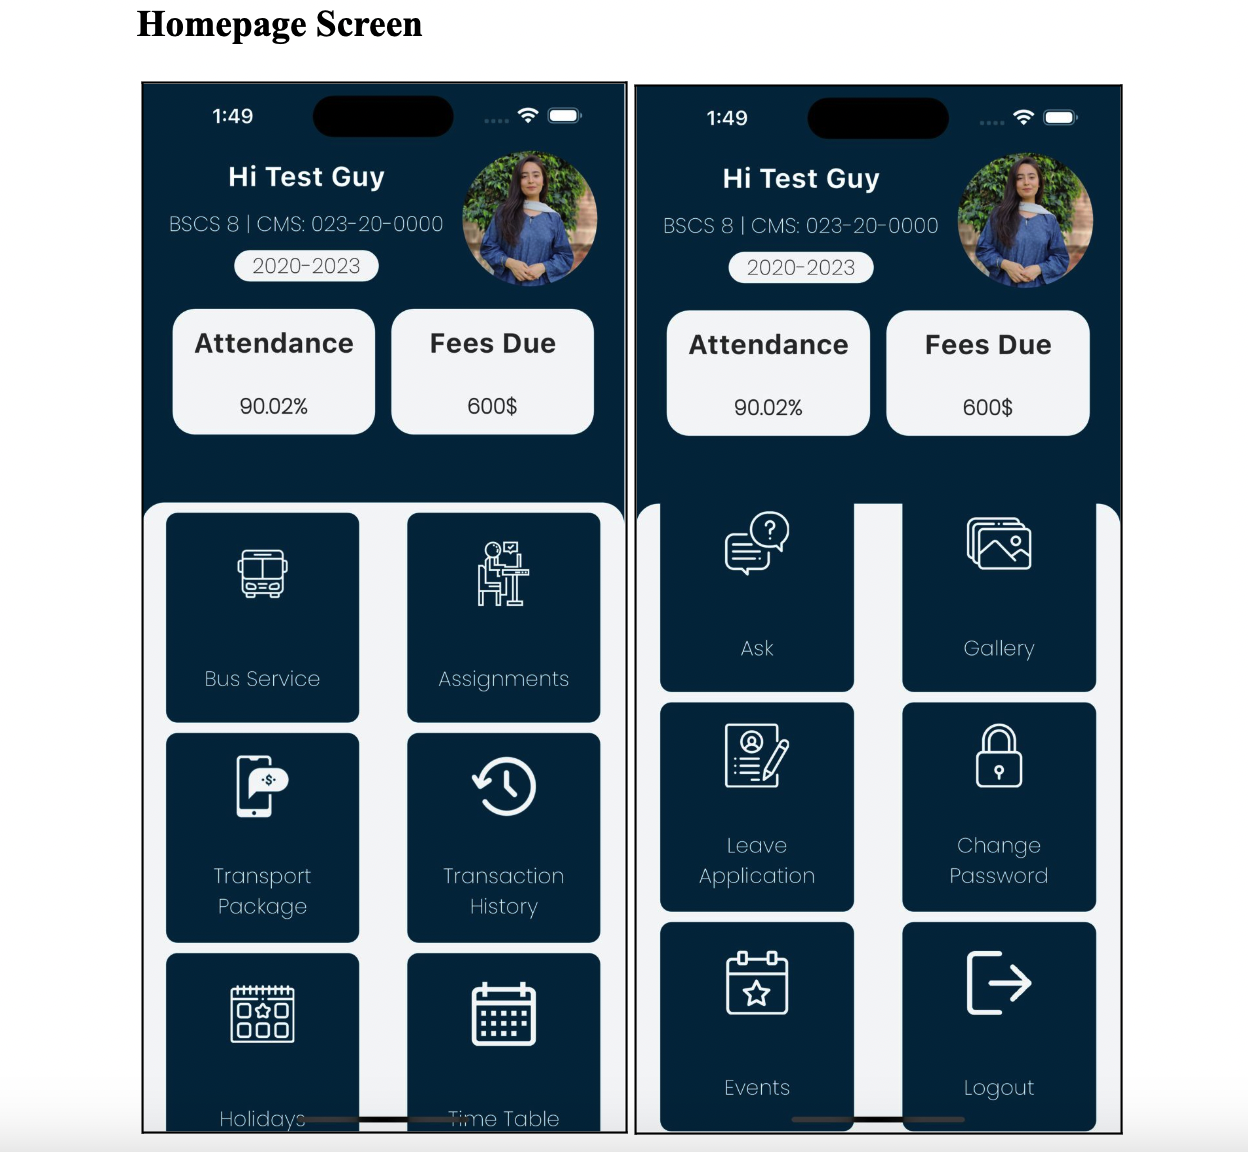 Homepage Screen
1:49
Hi Test Guy
BSCS 8 | CMS: 023-20-0000
2020-2023
Attendance
90.02%
Fees Due
600$
Bus Service
Assignments
Transport
Package
Transaction
History
Holidays
Time Table
1:49
Hi Test Guy
BSCS 8 | CMS: 023-20-0000
2020-2023
Attendance
90.02%
Fees Due
600$
Ask
Gallery
Leave
Application
Change
Password
Events
Logout